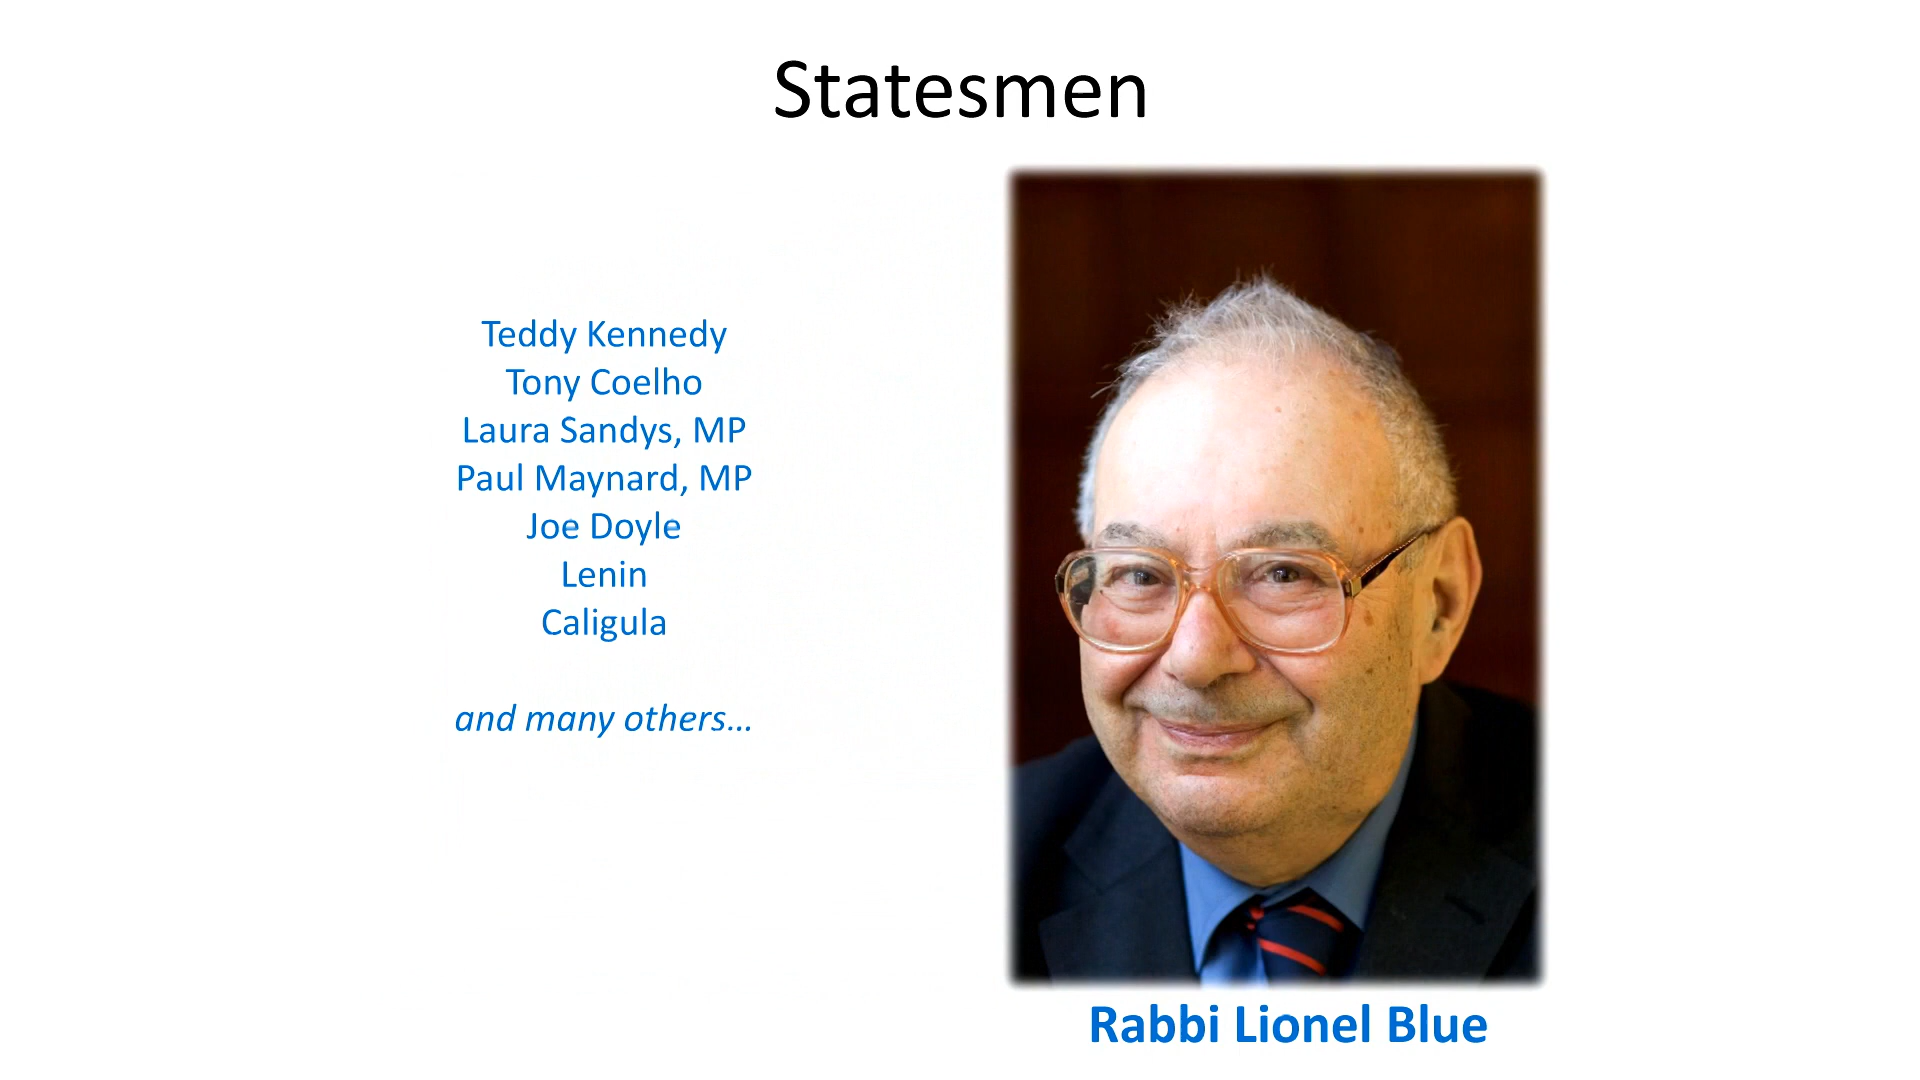 Statesmen
Teddy Kennedy
Tony Coelho
Laura Sandys, MP
Paul Maynard, MP
Joe Doyle
Lenin
Caligula
and many others…
Rabbi Lionel Blue